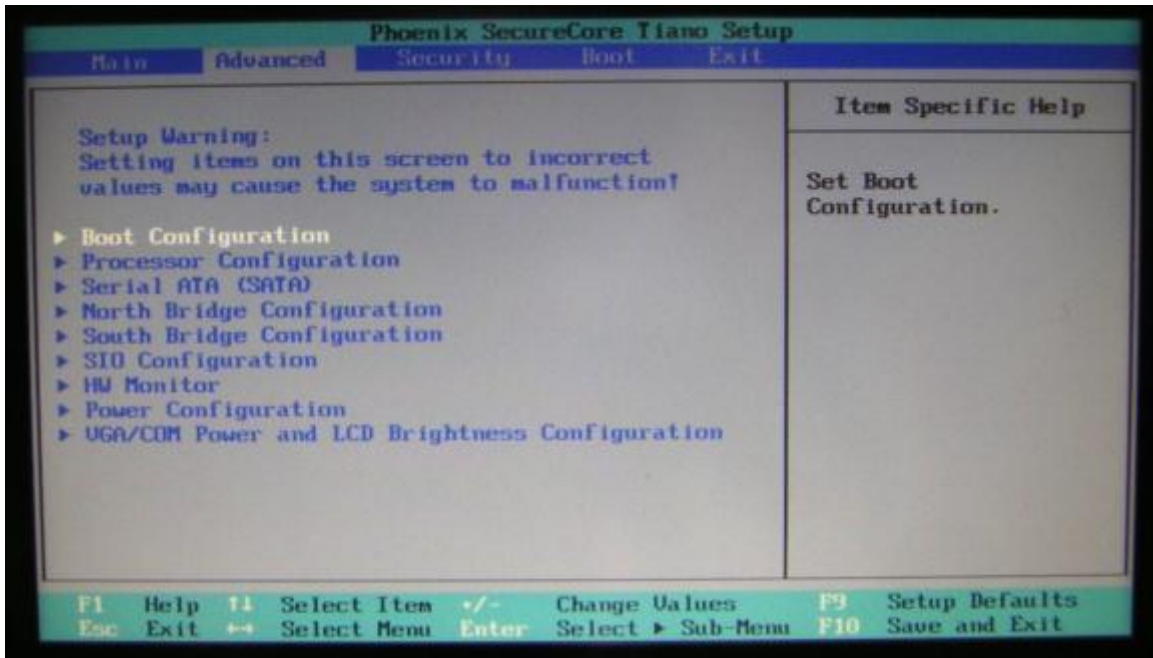 Phoenix SecureCore Tiano Setup
Main Advanced Security Boot Exit
Item Specific Help
Setup Warning:
Setting items on this screen to incorrect
values may cause the system to malfunction!
Set Boot
Configuration.
▶ Boot Configuration
▶ Processor Configuration
▶ Serial ATA (SATA)
▶ North Bridge Configuration
▶ South Bridge Configuration
▶ SIO Configuration
▶ HW Monitor
▶ Power Configuration
▶ VGA/COM Power and LCD Brightness Configuration
F1 Help ↑↓ Select Item +/- Change Values F9 Setup Defaults
Esc Exit ←→ Select Menu Enter Select ▶ Sub-Menu F10 Save and Exit